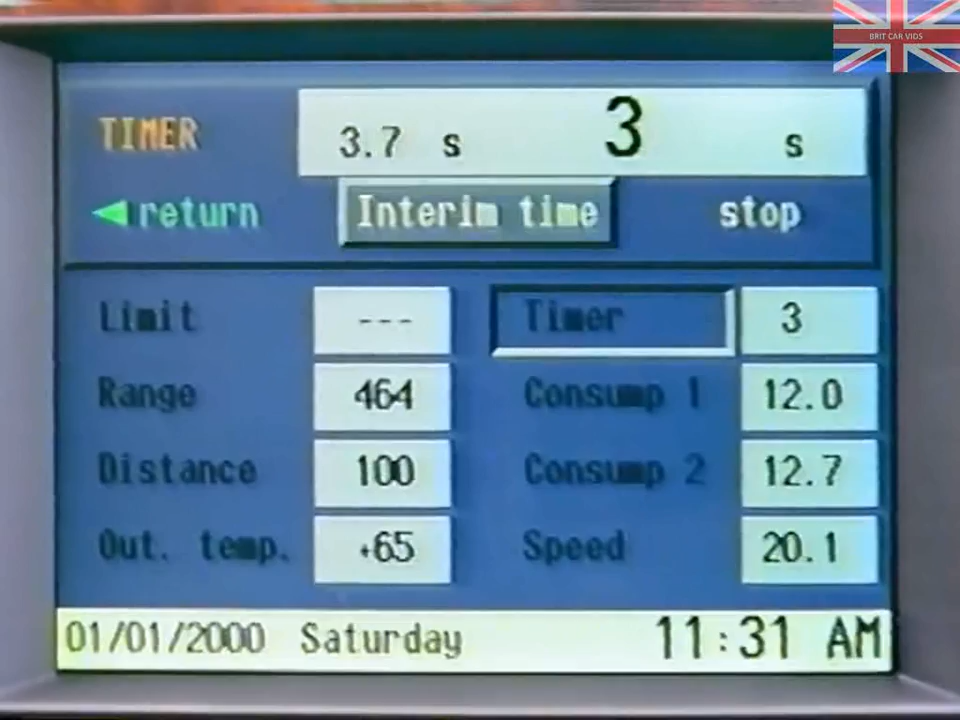 BRIT CAR VIDS
TIMER 3.7 s 3 s
return Interim time stop
Limit --- Timer 3
Range 464 Consump 1 12.0
Distance 100 Consump 2 12.7
Out. temp. +65 Speed 20.1
01/01/2000 Saturday 11:31 AM